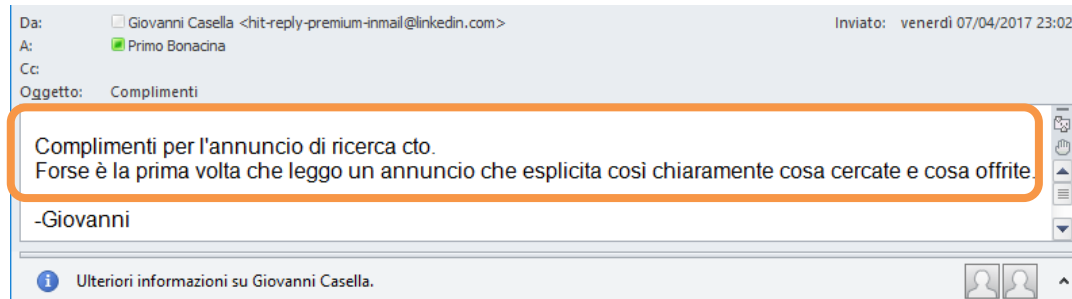 Da: Giovanni Casella <hit-reply-premium-inmail@linkedin.com> Inviato: venerdì 07/04/2017 23:02
A: Primo Bonacina
Cc:
Oggetto: Complimenti
Complimenti per l'annuncio di ricerca cto.
Forse è la prima volta che leggo un annuncio che esplicita così chiaramente cosa cercate e cosa offrite.
-Giovanni
Ulteriori informazioni su Giovanni Casella.